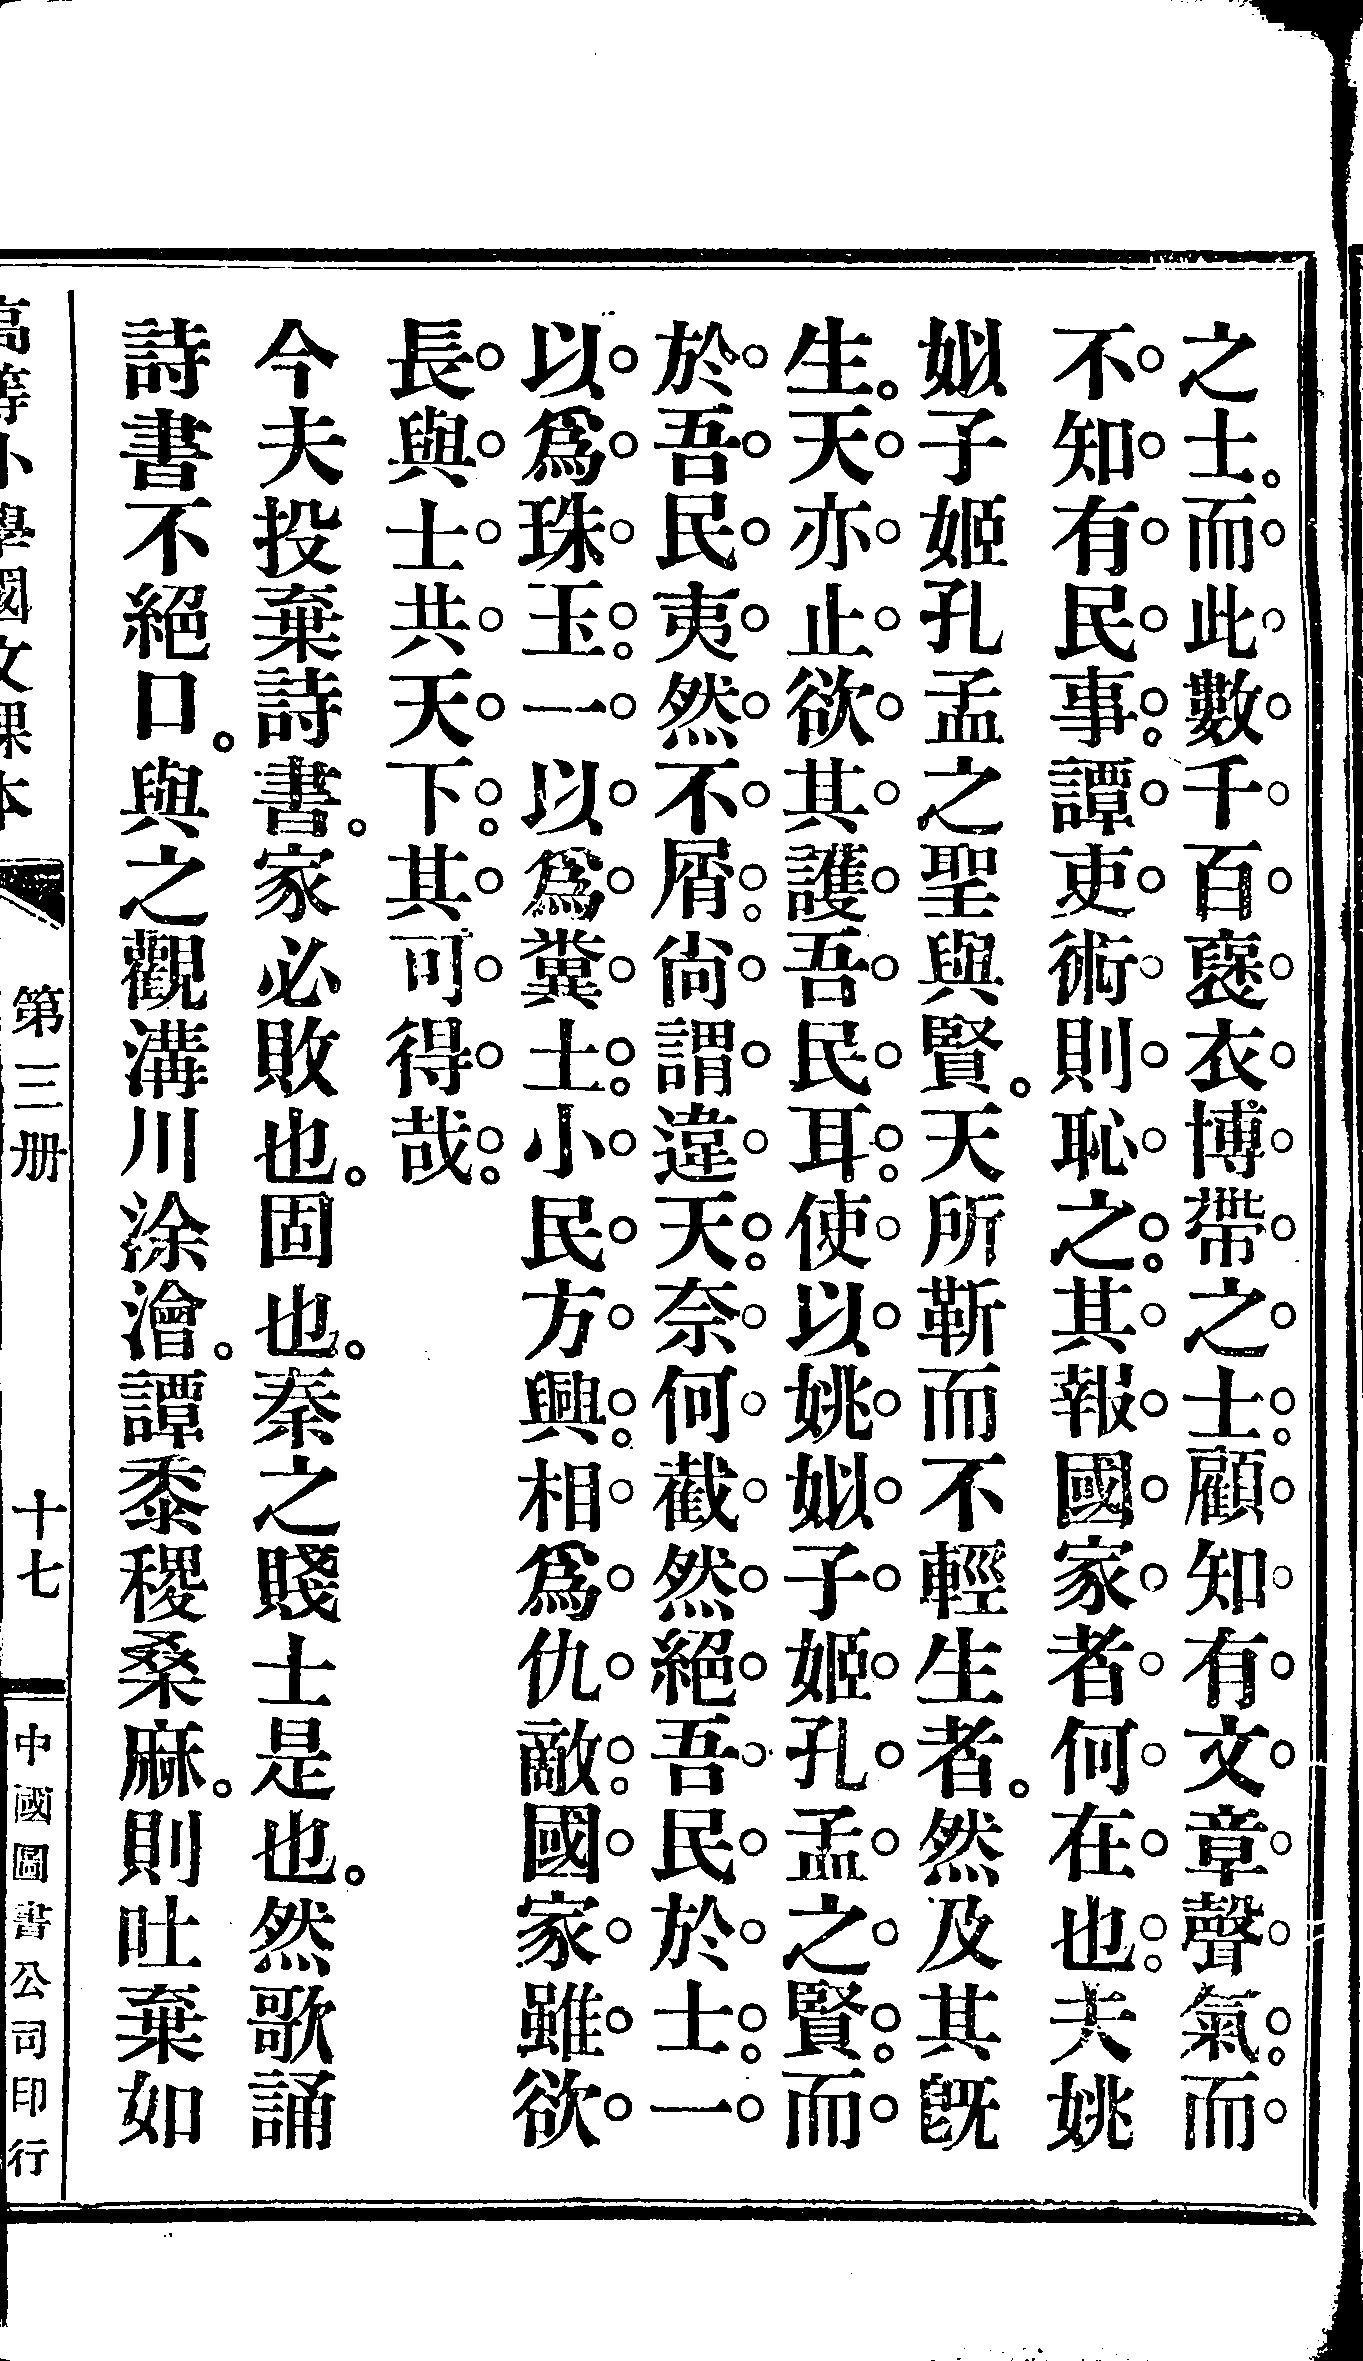 之士。而此數千百裒衣博帶之士。顧知有文章聲氣。而
不知有民事。譚吏術則恥之。其報國家者何在也。夫姚
姒子姬孔孟之聖與賢。天所靳而不輕生者。然及其旣
生。天亦止欲其護吾民耳。使以姚姒子姬孔孟之賢。而
於吾民夷然不屑。尙謂違天。奈何截然絕吾民於士。一
以爲珠玉。一以爲糞土。小民方興。相爲仇敵。國家雖欲
長與士共天下。其可得哉。
今夫投棄詩書。家必敗也。固也。秦之賤士是也。然歌誦
詩書不絕口。與之觀溝川涂澮。譚黍稷桑麻。則吐棄如
高等小學國文課本 第三册 十七 中國圖書公司印行